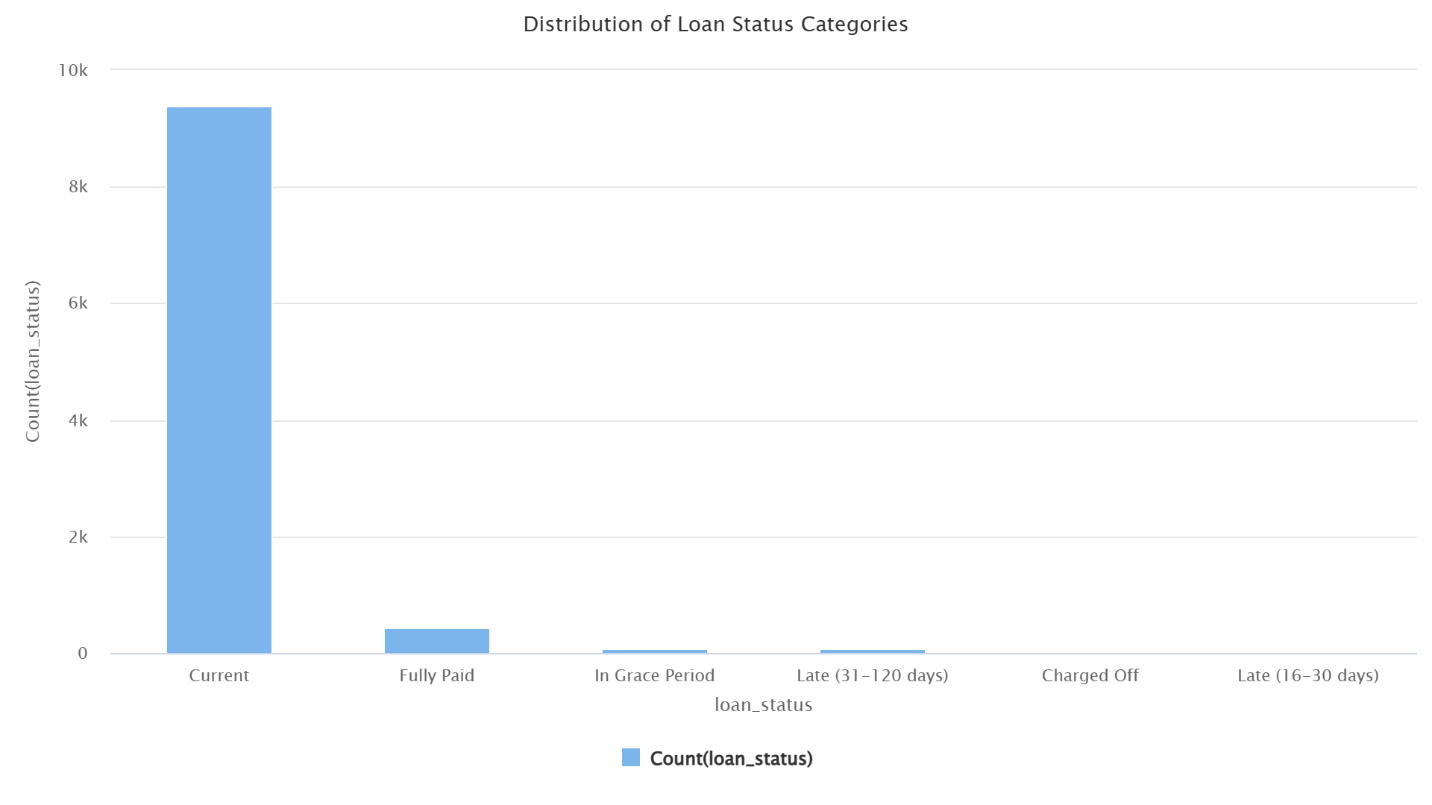 Distribution of Loan Status Categories
10k
8k
6k
4k
2k
0
Count(loan_status)
Current
Fully Paid
In Grace Period
Late (31-120 days)
Charged Off
Late (16-30 days)
loan_status
Count(loan_status)